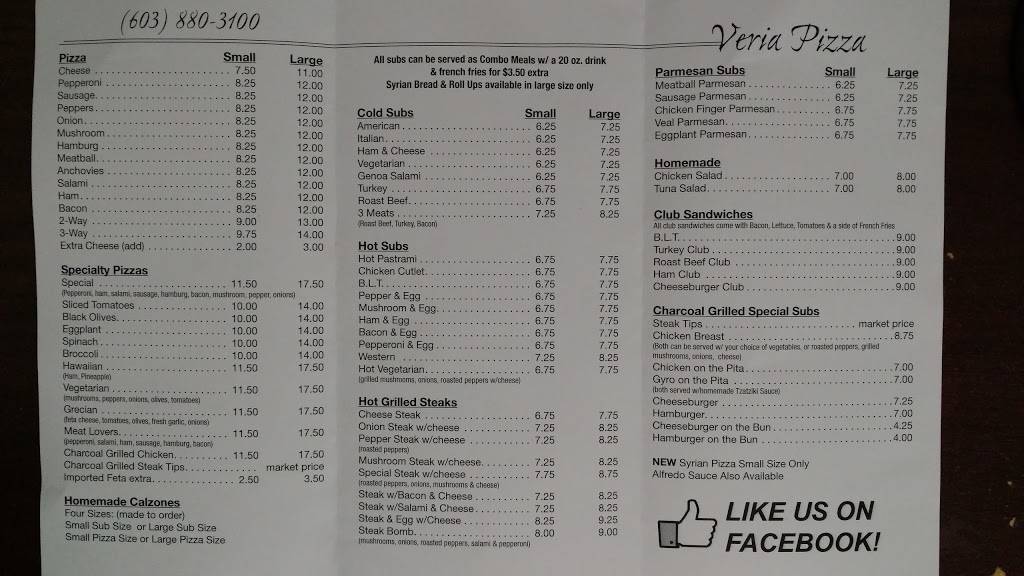 (603) 880-3100
Veria Pizza
Pizza Small Large
Cheese 7.50 11.00
Pepperoni 8.25 12.00
Sausage 8.25 12.00
Peppers 8.25 12.00
Onion 8.25 12.00
Mushroom 8.25 12.00
Hamburg 8.25 12.00
Meatball 8.25 12.00
Anchovies 8.25 12.00
Salami 8.25 12.00
Ham 8.25 12.00
Bacon 8.25 12.00
2-Way 9.00 13.00
3-Way 9.75 14.00
Extra Cheese (add) 2.00 3.00
Specialty Pizzas
Special 11.50 17.50
(Pepperoni, ham, salami, sausage, hamburg, bacon, mushroom, pepper, onions)
Sliced Tomatoes 10.00 14.00
Black Olives 10.00 14.00
Eggplant 10.00 14.00
Spinach 10.00 14.00
Broccoli 10.00 14.00
Hawaiian 11.50 17.50
(Ham, Pineapple)
Vegetarian 11.50 17.50
(mushrooms, peppers, onions, olives, tomatoes)
Grecian 11.50 17.50
(feta cheese, tomatoes, olives, fresh garlic, onions)
Meat Lovers 11.50 17.50
(pepperoni, salami, ham, sausage, hamburg, bacon)
Charcoal Grilled Chicken 11.50 17.50
Charcoal Grilled Steak Tips market price
Imported Feta extra 2.50 3.50
Homemade Calzones
Four Sizes: (made to order)
Small Sub Size or Large Sub Size
Small Pizza Size or Large Pizza Size
All subs can be served as Combo Meals w/ a 20 oz. drink
& french fries for $3.50 extra
Syrian Bread & Roll Ups available in large size only
Cold Subs Small Large
American 6.25 7.25
Italian 6.25 7.25
Ham & Cheese 6.25 7.25
Vegetarian 6.25 7.25
Genoa Salami 6.25 7.25
Turkey 6.75 7.75
Roast Beef 6.75 7.75
3 Meats 7.25 8.25
(Roast Beef, Turkey, Bacon)
Hot Subs
Hot Pastrami 6.75 7.75
Chicken Cutlet 6.75 7.75
B.L.T. 6.75 7.75
Pepper & Egg 6.75 7.75
Mushroom & Egg 6.75 7.75
Ham & Egg 6.75 7.75
Bacon & Egg 6.75 7.75
Pepperoni & Egg 6.75 7.75
Western 7.25 8.25
Hot Vegetarian 6.75 7.75
(grilled mushrooms, onions, roasted peppers w/cheese)
Hot Grilled Steaks
Cheese Steak 6.75 7.75
Onion Steak w/cheese 7.25 8.25
Pepper Steak w/cheese 7.25 8.25
(roasted peppers)
Mushroom Steak w/cheese 7.25 8.25
Special Steak w/cheese 7.75 8.75
(roasted peppers, onions, mushrooms & cheese)
Steak w/Bacon & Cheese 7.25 8.25
Steak w/Salami & Cheese 7.25 8.25
Steak & Egg w/Cheese 8.25 9.25
Steak Bomb 8.00 9.00
(mushrooms, onions, roasted peppers, salami & pepperoni)
Parmesan Subs Small Large
Meatball Parmesan 6.25 7.25
Sausage Parmesan 6.25 7.25
Chicken Finger Parmesan 6.75 7.75
Veal Parmesan 6.75 7.75
Eggplant Parmesan 6.75 7.75
Homemade
Chicken Salad 7.00 8.00
Tuna Salad 7.00 8.00
Club Sandwiches
All club sandwiches come with Bacon, Lettuce, Tomatoes & a side of French Fries
B.L.T. 9.00
Turkey Club 9.00
Roast Beef Club 9.00
Ham Club 9.00
Cheeseburger Club 9.00
Charcoal Grilled Special Subs
Steak Tips market price
Chicken Breast 8.75
(Both can be served w/ your choice of vegetables, or roasted peppers, grilled
mushrooms, onions, cheese)
Chicken on the Pita 7.00
Gyro on the Pita 7.00
(both served w/homemade Tzatziki Sauce)
Cheeseburger 7.25
Hamburger 7.00
Cheeseburger on the Bun 4.25
Hamburger on the Bun 4.00
NEW Syrian Pizza Small Size Only
Alfredo Sauce Also Available
LIKE US ON
FACEBOOK!